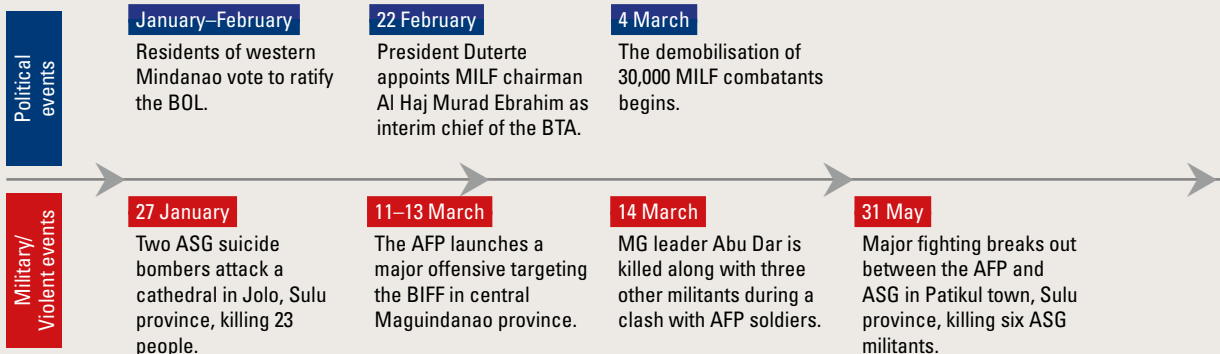 Political
events
January–February
Residents of western
Mindanao vote to ratify
the BOL.
22 February
President Duterte
appoints MILF chairman
Al Haj Murad Ebrahim as
interim chief of the BTA.
4 March
The demobilisation of
30,000 MILF combatants
begins.
Military/
Violent events
27 January
Two ASG suicide
bombers attack a
cathedral in Jolo, Sulu
province, killing 23
people.
11–13 March
The AFP launches a
major offensive targeting
the BIFF in central
Maguindanao province.
14 March
MG leader Abu Dar is
killed along with three
other militants during a
clash with AFP soldiers.
31 May
Major fighting breaks out
between the AFP and
ASG in Patikul town, Sulu
province, killing six ASG
militants.